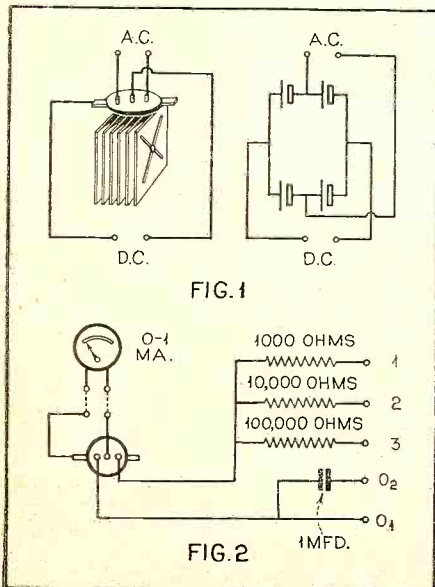 A.C. A.C.
D.C. D.C.
FIG.1
0-1
MA.
1000 OHMS 1
10,000 OHMS 2
100,000 OHMS 3
O2
1MFD. O1
FIG.2